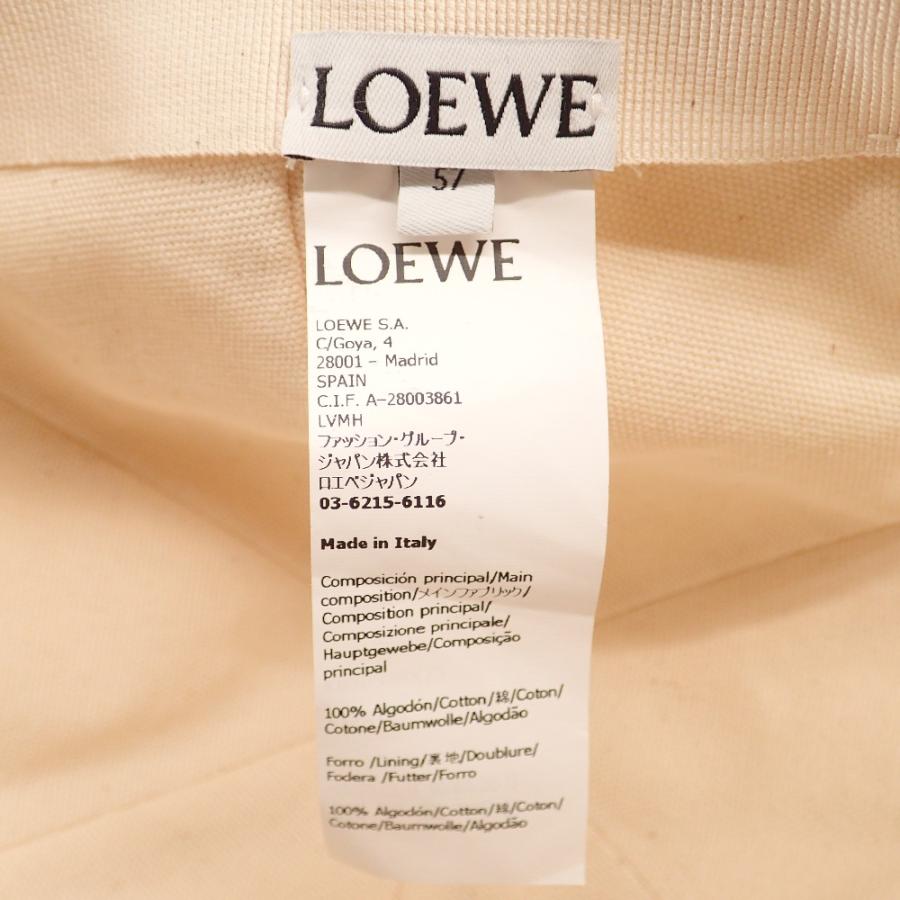 LOEWE
57
LOEWE
LOEWE S.A.
C/Goya, 4
28001 – Madrid
SPAIN
C.I.F. A-28003861
LVMH
ファッション・グループ・
ジャパン株式会社
ロエベジャパン
03-6215-6116
Made in Italy
Composición principal/Main
composition/メインファブリック/
Composition principal/
Composizione principale/
Hauptgewebe/Composição
principal
100% Algodón/Cotton/綿/Coton/
Cotone/Baumwolle/Algodão
Forro /Lining/裏地/Doublure/
Fodera /Futter/Forro
100% Algodón/Cotton/綿/Coton/
Cotone/Baumwolle/Algodão